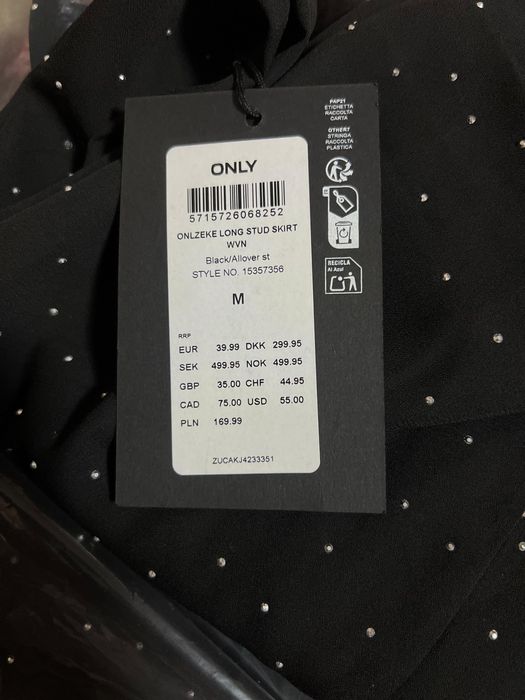 PAP21
ETICHETTA
RACCOLTA
CARTA
OTHER7
STRINGA
RACCOLTA
PLASTICA
ONLY
5715726068252
ONLZEKE LONG STUD SKIRT
WVN
Black/Allover st
STYLE NO. 15357356
M
RECICLA
Al Azul
RRP
EUR 39.99 DKK 299.95
SEK 499.95 NOK 499.95
GBP 35.00 CHF 44.95
CAD 75.00 USD 55.00
PLN 169.99
ZUCAKJ4233351